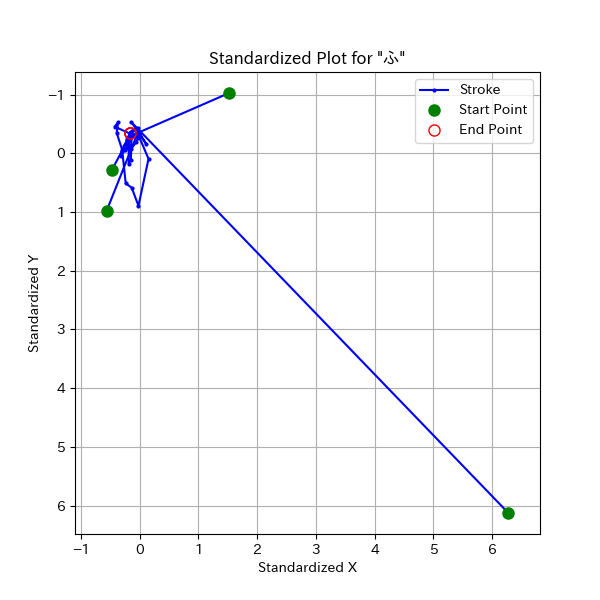 Standardized Plot for "ふ"
Stroke
Start Point
End Point
−1
0
1
2
3
4
5
6
Standardized Y
−1 0 1 2 3 4 5 6
Standardized X